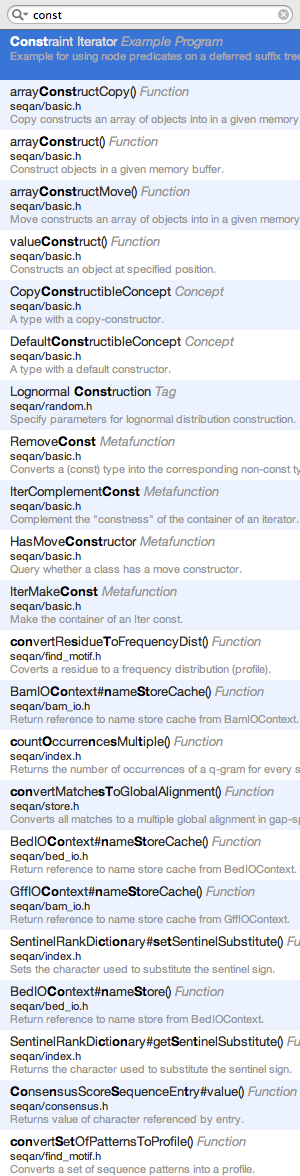 const
Constraint Iterator Example Program
Example for using node predicates on a deferred suffix tree
arrayConstructCopy() Function
seqan/basic.h
Copy constructs an array of objects into in a given memory
arrayConstruct() Function
seqan/basic.h
Construct objects in a given memory buffer.
arrayConstructMove() Function
seqan/basic.h
Move constructs an array of objects into in a given memory
valueConstruct() Function
seqan/basic.h
Constructs an object at specified position.
CopyConstructibleConcept Concept
seqan/basic.h
A type with a copy-constructor.
DefaultConstructibleConcept Concept
seqan/basic.h
A type with a default constructor.
Lognormal Construction Tag
seqan/random.h
Specify parameters for lognormal distribution construction.
RemoveConst Metafunction
seqan/basic.h
Converts a (const) type into the corresponding non-const ty
IterComplementConst Metafunction
seqan/basic.h
Complement the "constness" of the container of an iterator.
HasMoveConstructor Metafunction
seqan/basic.h
Query whether a class has a move constructor.
IterMakeConst Metafunction
seqan/basic.h
Make the container of an Iter const.
convertResidueToFrequencyDist() Function
seqan/find_motif.h
Coverts a residue to a frequency distribution (profile).
BamIOContext#nameStoreCache() Function
seqan/bam_io.h
Return reference to name store cache from BamIOContext.
countOccurrencesMultiple() Function
seqan/index.h
Returns the number of occurrences of a q-gram for every s
convertMatchesToGlobalAlignment() Function
seqan/store.h
Converts all matches to a multiple global alignment in gap-sp
BedIOContext#nameStoreCache() Function
seqan/bed_io.h
Return reference to name store cache from BedIOContext.
GffIOContext#nameStoreCache() Function
seqan/bam_io.h
Return reference to name store cache from GffIOContext.
SentinelRankDictionary#setSentinelSubstitute() Fu
seqan/index.h
Sets the character used to substitute the sentinel sign.
BedIOContext#nameStore() Function
seqan/bed_io.h
Return reference to name store from BedIOContext.
SentinelRankDictionary#getSentinelSubstitute() Fu
seqan/index.h
Returns the character used to substitute the sentinel sign.
ConsensusScoreSequenceEntry#value() Function
seqan/consensus.h
Returns value of character referenced by entry.
convertSetOfPatternsToProfile() Function
seqan/find_motif.h
Converts a set of sequence patterns into a profile.